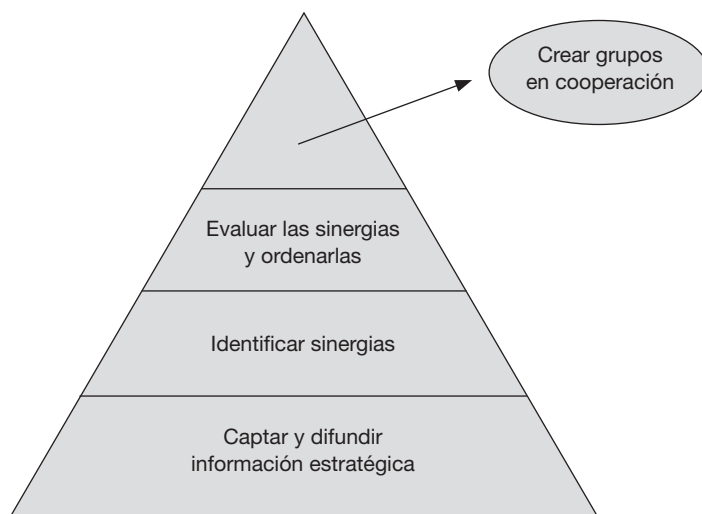 Crear grupos
en cooperación
Evaluar las sinergias
y ordenarlas
Identificar sinergias
Captar y difundir
información estratégica